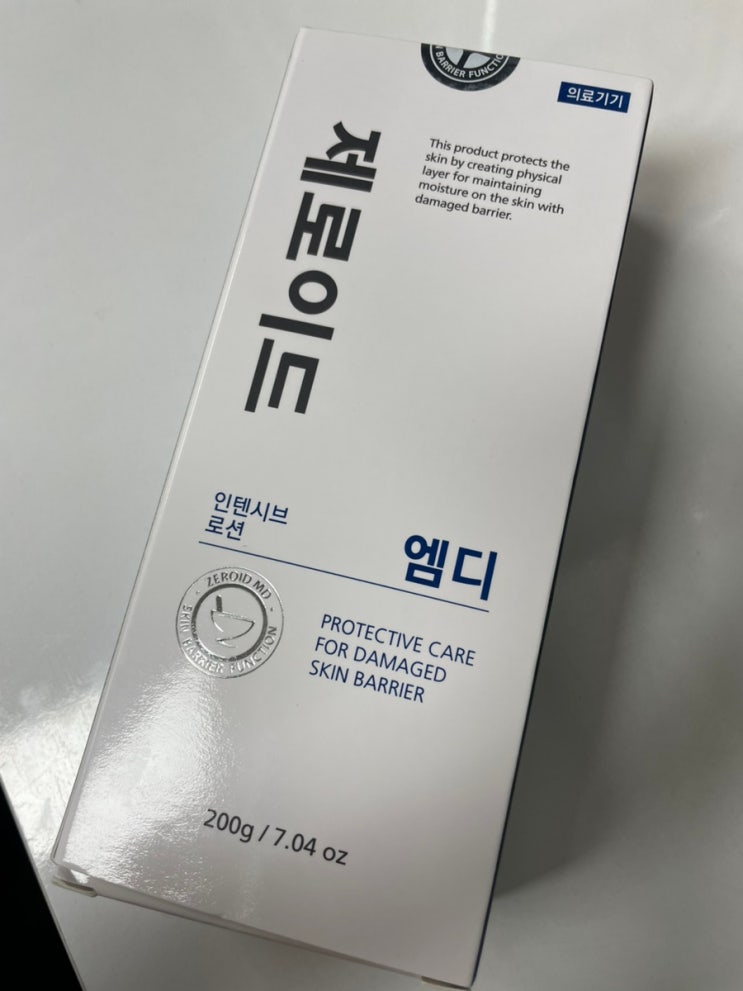 BARRIER FUNCTION
의료기기
This product protects the
skin by creating physical
layer for maintaining
moisture on the skin with
damaged barrier.
제로이드
인텐시브
로션
엠디
ZEROID MD
SKIN BARRIER FUNCTION
PROTECTIVE CARE
FOR DAMAGED
SKIN BARRIER
200g / 7.04 oz